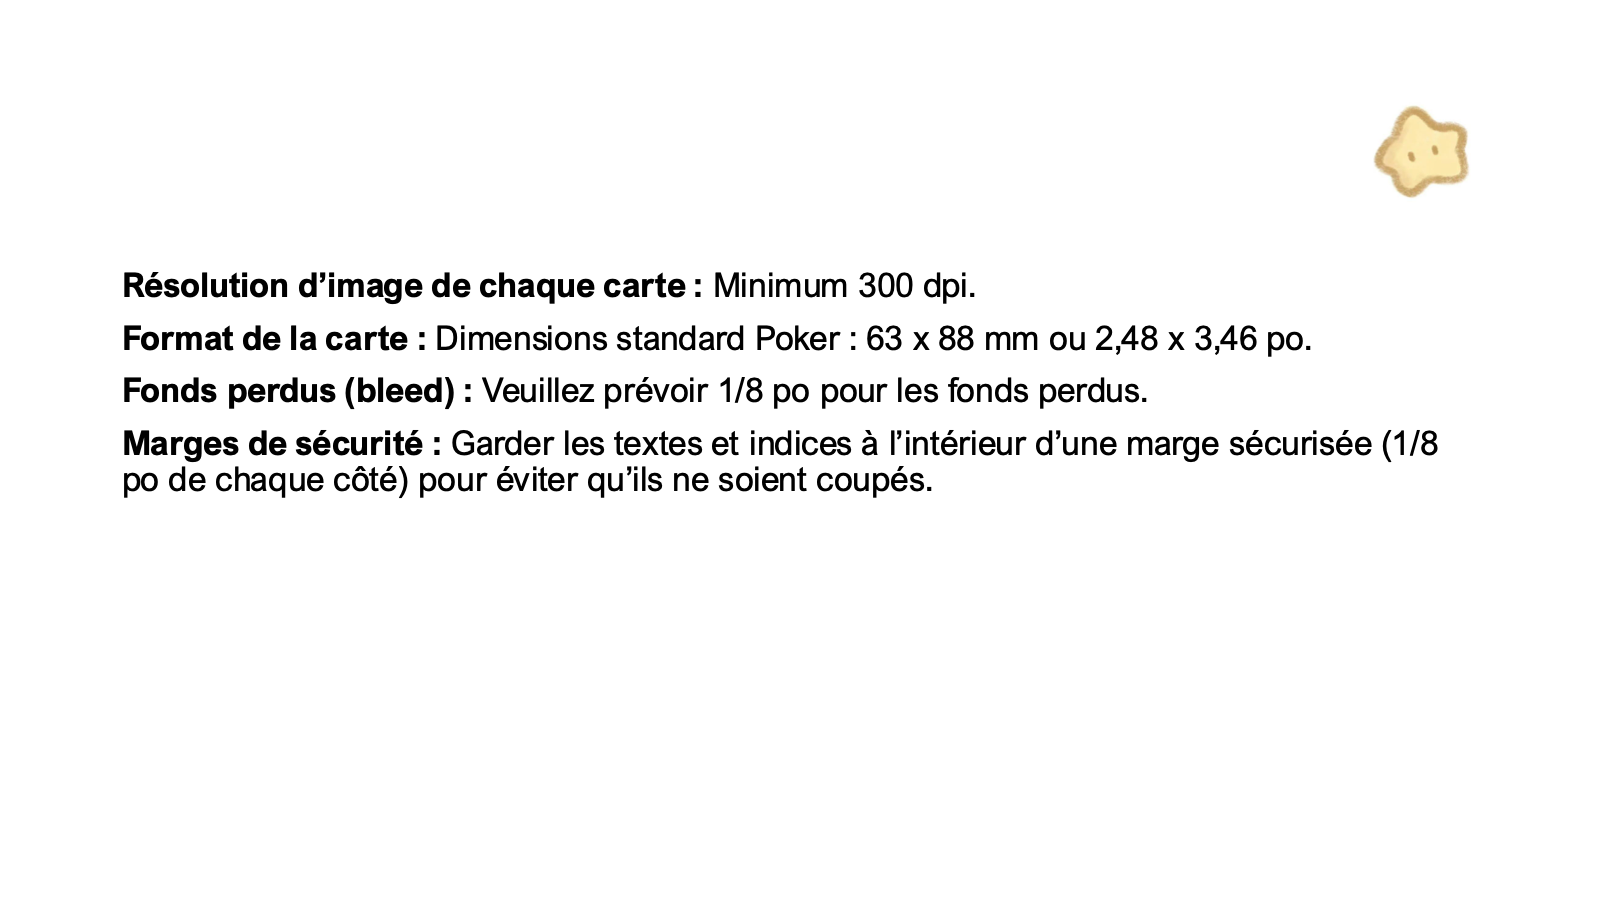 Résolution d’image de chaque carte : Minimum 300 dpi.
Format de la carte : Dimensions standard Poker : 63 x 88 mm ou 2,48 x 3,46 po.
Fonds perdus (bleed) : Veuillez prévoir 1/8 po pour les fonds perdus.
Marges de sécurité : Garder les textes et indices à l’intérieur d’une marge sécurisée (1/8
po de chaque côté) pour éviter qu’ils ne soient coupés.